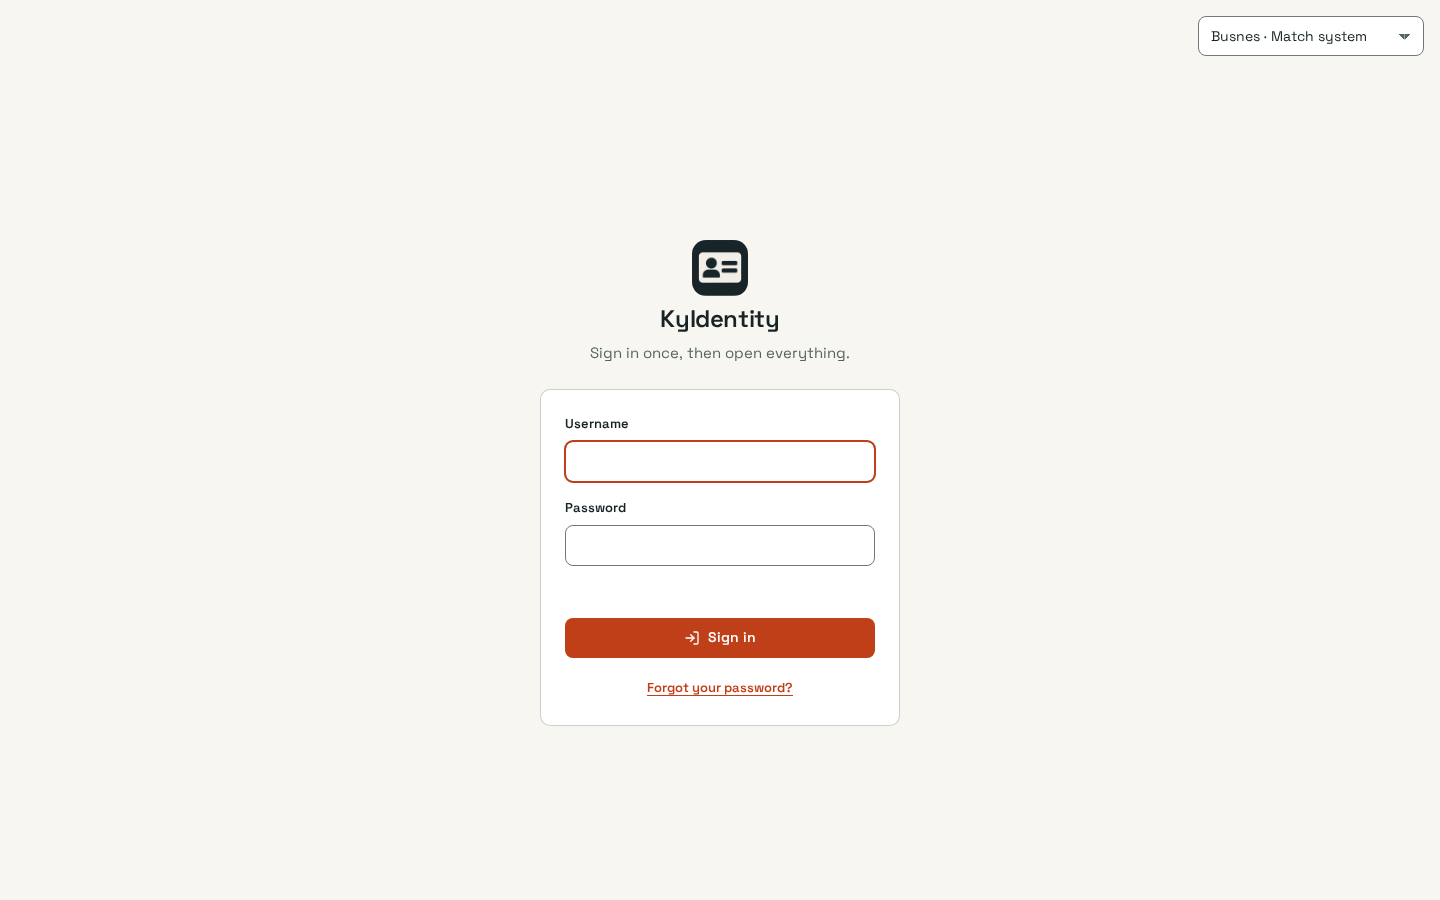 Busnes · Match system
KyIdentity
Sign in once, then open everything.
Username
Password
Sign in
Forgot your password?